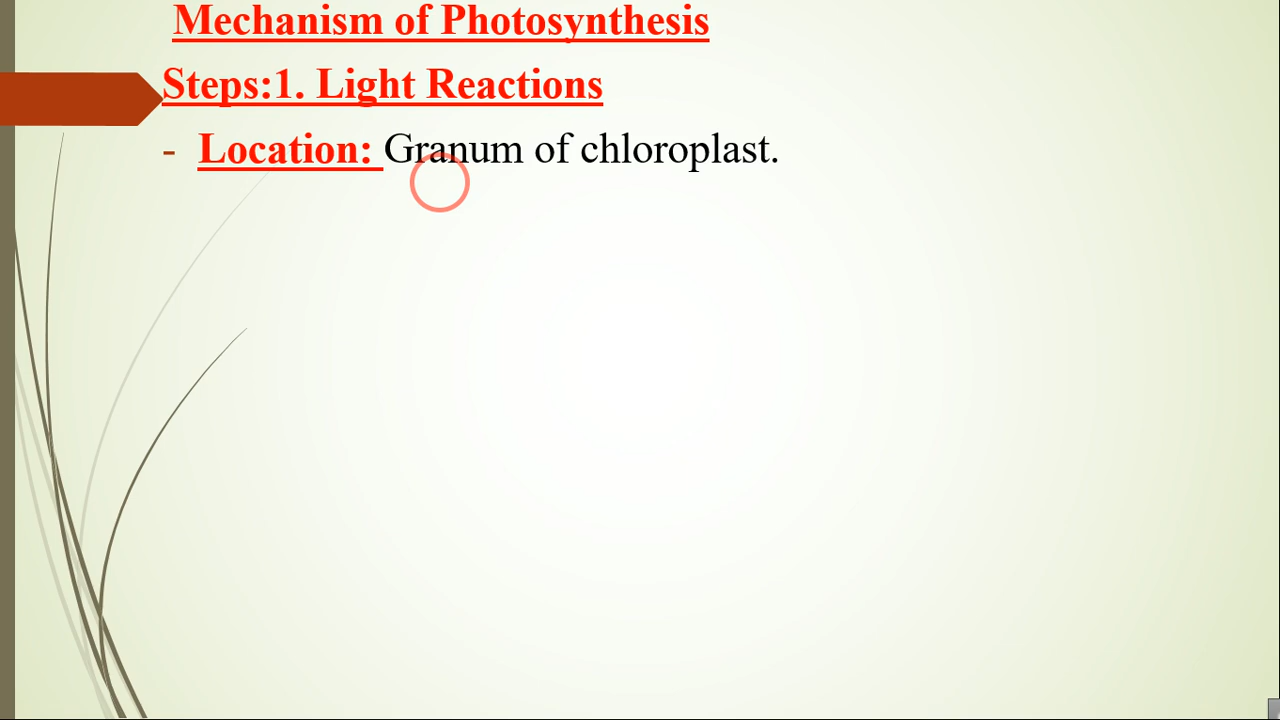 Mechanism of Photosynthesis
Steps:1. Light Reactions
- Location: Granum of chloroplast.